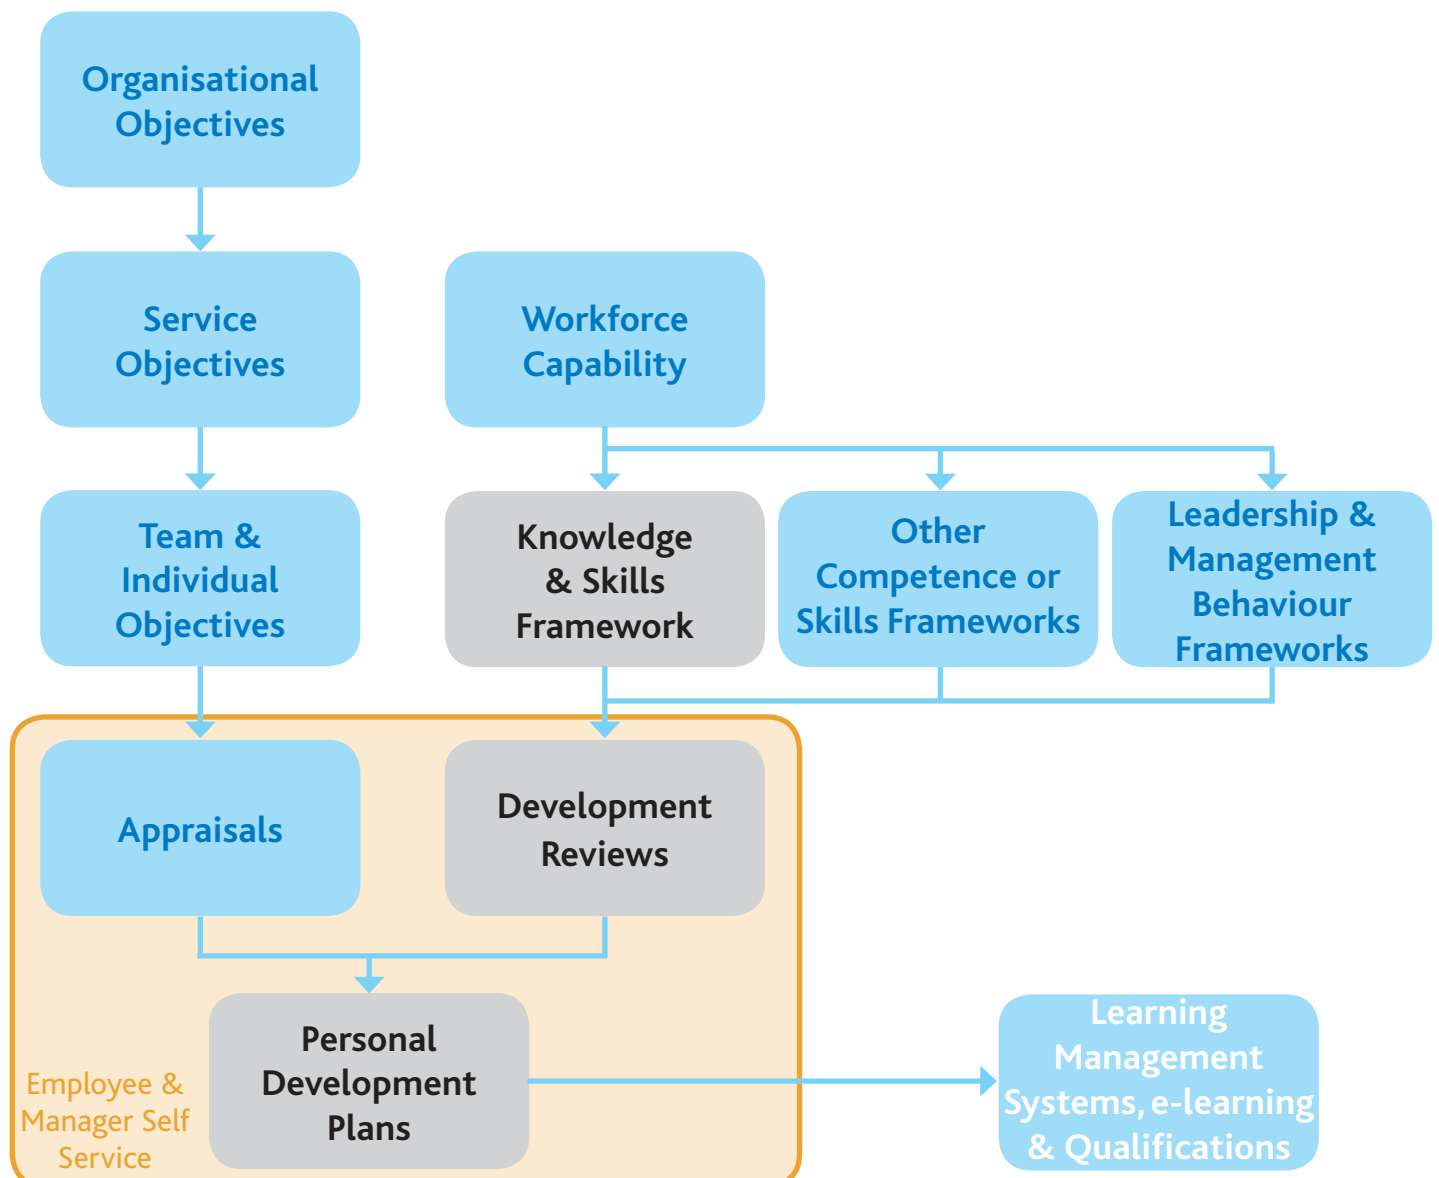 Organisational
Objectives
Service
Objectives
Workforce
Capability
Team &
Individual
Objectives
Knowledge
& Skills
Framework
Other
Competence or
Skills Frameworks
Leadership &
Management
Behaviour
Frameworks
Appraisals
Development
Reviews
Personal
Development
Plans
Employee &
Manager Self
Service
Learning
Management
Systems, e-learning
& Qualifications